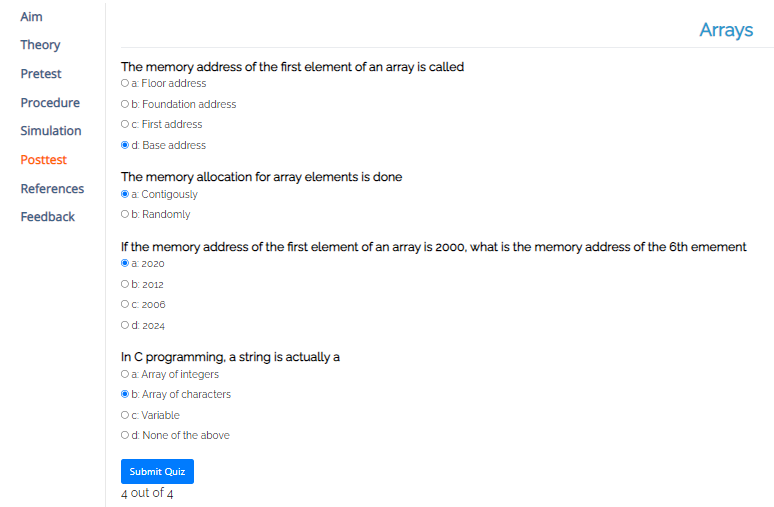 Aim
Theory
Pretest
Procedure
Simulation
Posttest
References
Feedback
Arrays
The memory address of the first element of an array is called
a: Floor address
b: Foundation address
c: First address
d: Base address
The memory allocation for array elements is done
a: Contigously
b: Randomly
If the memory address of the first element of an array is 2000, what is the memory address of the 6th emement
a: 2020
b: 2012
c: 2006
d: 2024
In C programming, a string is actually a
a: Array of integers
b: Array of characters
c: Variable
d: None of the above
Submit Quiz
4 out of 4